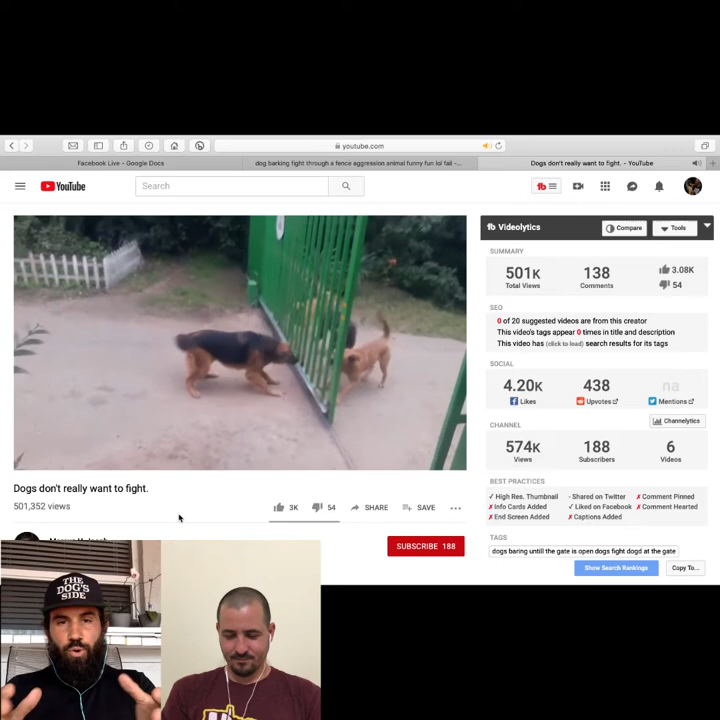 youtube.com
Facebook Live - Google Docs
dog barking fight through a fence aggression animal funny fun lol fail -...
Dogs don't really want to fight. - YouTube
YouTube
Search
tb
tb Videolytics
Compare
Tools
SUMMARY
501K
138
3.08K
Total Views
Comments
54
SEO
0 of 20 suggested videos are from this creator
This video's tags appear 0 times in title and description
This video has (click to load) search results for its tags
SOCIAL
4.20K
438
na
Likes
Upvotes
Mentions
Channelytics
CHANNEL
574K
188
6
Views
Subscribers
Videos
BEST PRACTICES
✓ High Res. Thumbnail
- Shared on Twitter
✗ Comment Pinned
✗ Info Cards Added
✓ Liked on Facebook
✗ Comment Hearted
✗ End Screen Added
✗ Captions Added
TAGS
dogs baring untill the gate is open dogs fight dogd at the gate
Show Search Rankings
Copy To...
Dogs don't really want to fight.
501,352 views
3K
54
SHARE
SAVE
SUBSCRIBE 188
THE
DOG'S
SIDE